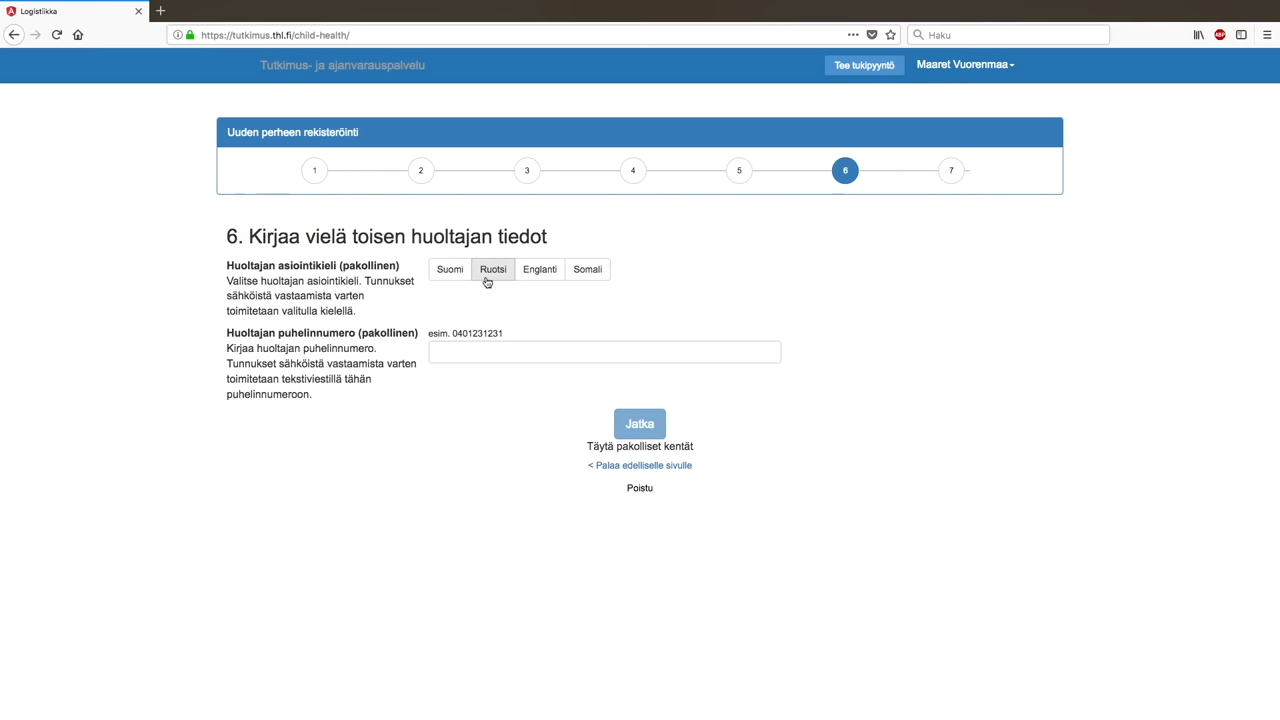 Logistiikka
https://tutkimus.thl.fi/child-health/
Haku
ABP
Tutkimus- ja ajanvarauspalvelu
Tee tukipyyntö
Maaret Vuorenmaa
Uuden perheen rekisteröinti
1 2 3 4 5 6 7
6. Kirjaa vielä toisen huoltajan tiedot
Huoltajan asiointikieli (pakollinen)
Valitse huoltajan asiointikieli. Tunnukset
sähköistä vastaamista varten
toimitetaan valitulla kielellä.
Suomi Ruotsi Englanti Somali
Huoltajan puhelinnumero (pakollinen)
Kirjaa huoltajan puhelinnumero.
Tunnukset sähköistä vastaamista varten
toimitetaan tekstiviestillä tähän
puhelinnumeroon.
esim. 0401231231
Jatka
Täytä pakolliset kentät
< Palaa edelliselle sivulle
Poistu